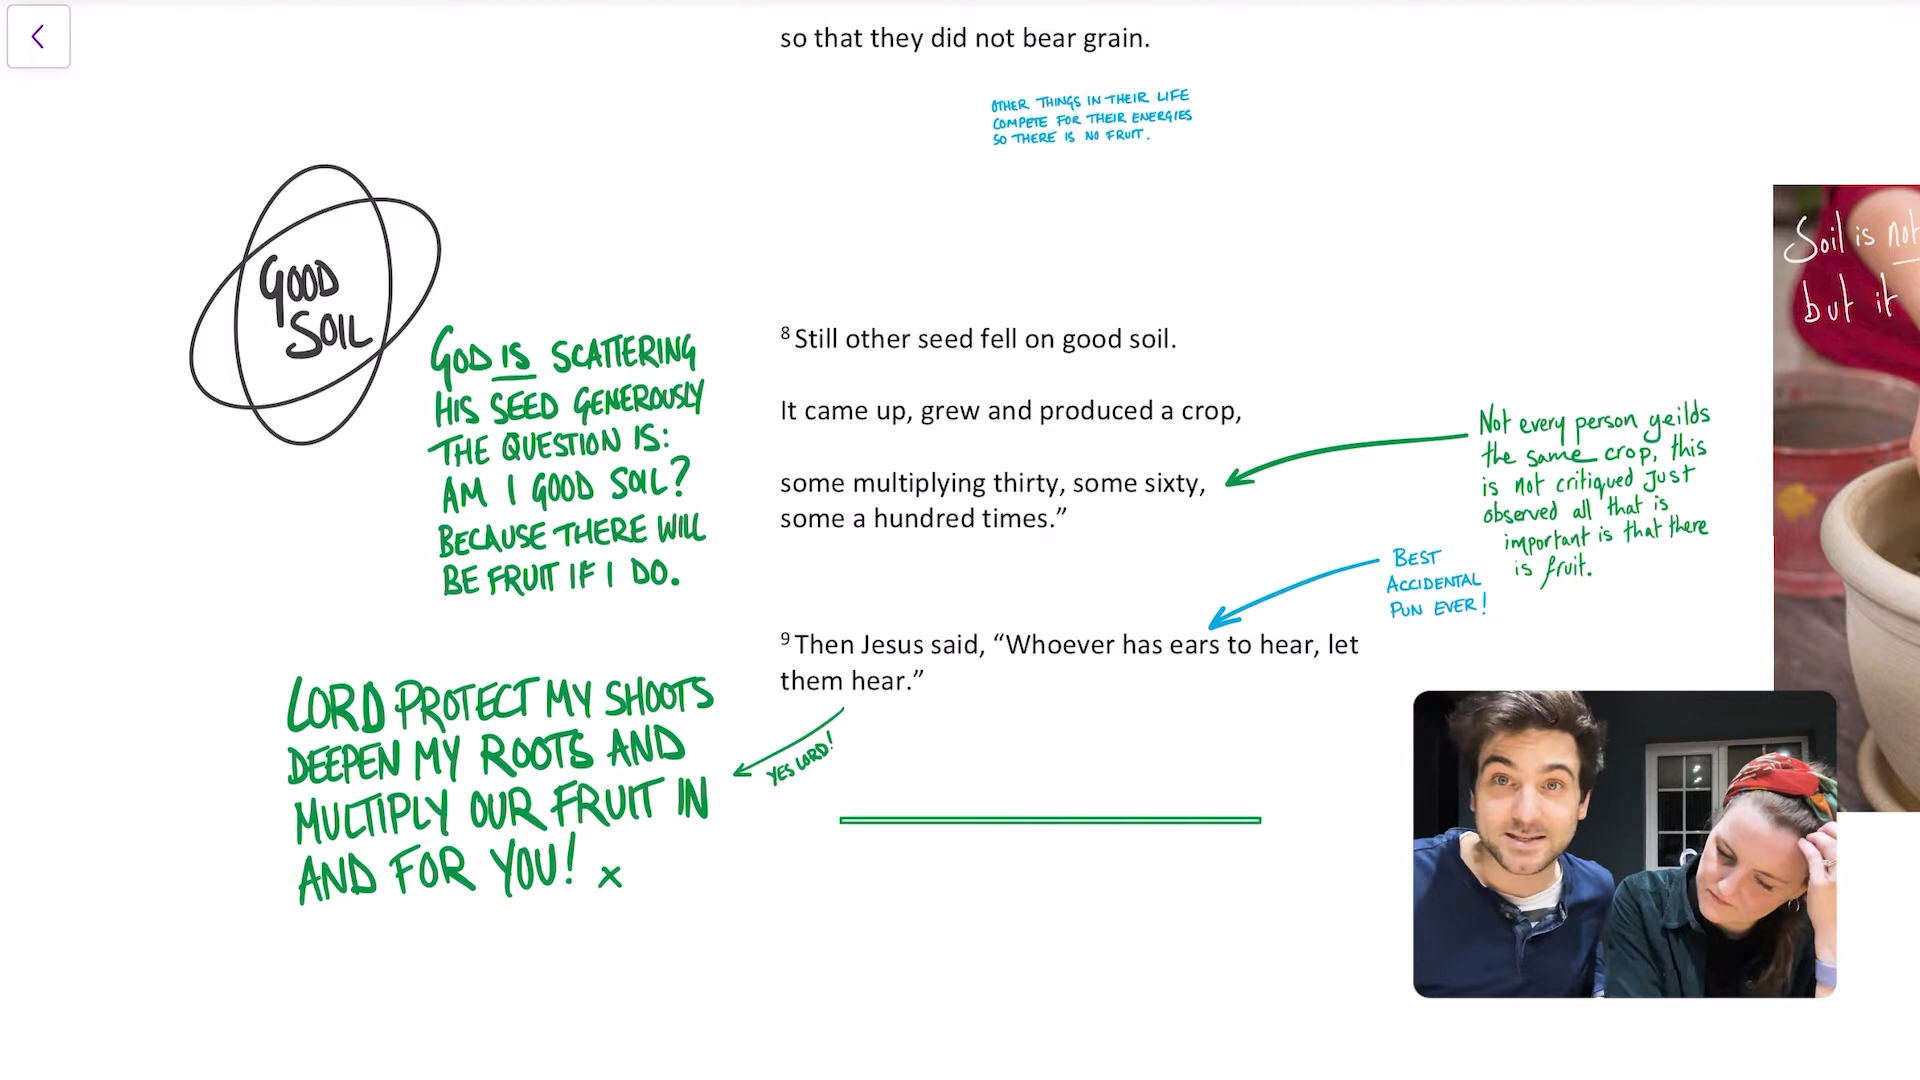 so that they did not bear grain.
OTHER THINGS IN THEIR LIFE
COMPETE FOR THEIR ENERGIES
SO THERE IS NO FRUIT.
GOOD
SOIL
GOD IS SCATTERING
HIS SEED GENEROUSLY
THE QUESTION IS:
AM I GOOD SOIL?
BECAUSE THERE WILL
BE FRUIT IF I DO.
8 Still other seed fell on good soil.
It came up, grew and produced a crop,
some multiplying thirty, some sixty,
some a hundred times.”
Not every person yeilds
the same crop, this
is not critiqued just
observed all that is
important is that there
is fruit.
BEST
ACCIDENTAL
PUN EVER!
9 Then Jesus said, “Whoever has ears to hear, let
them hear.”
YES LORD!
LORD PROTECT MY SHOOTS
DEEPEN MY ROOTS AND
MULTIPLY OUR FRUIT IN
AND FOR YOU! x
Soil is not
but it